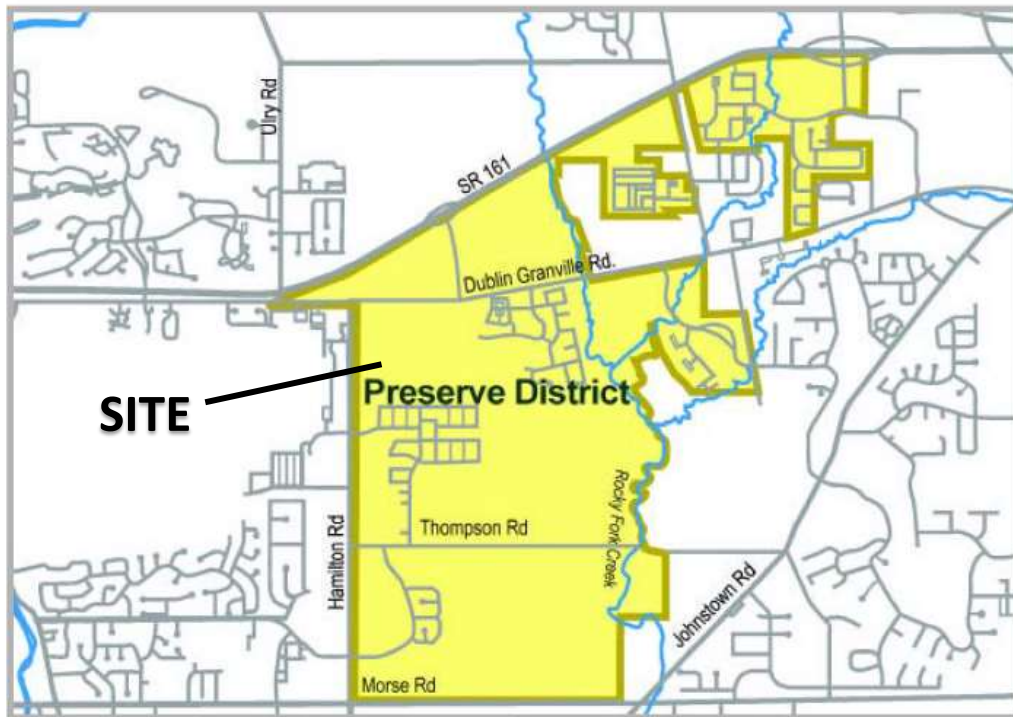 Ulry Rd
SR 161
Dublin Granville Rd.
Preserve District
SITE
Rocky Fork Creek
Thompson Rd
Hamilton Rd
Johnstown Rd
Morse Rd